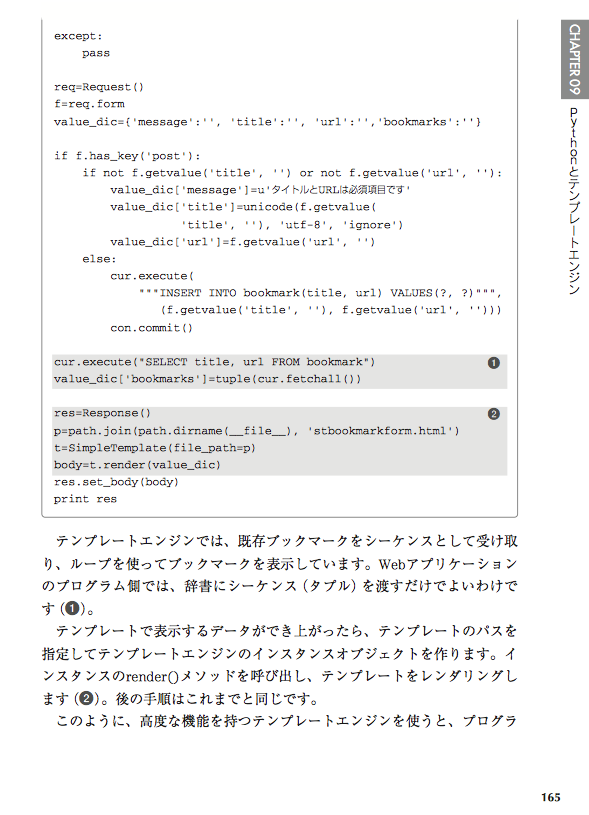 except:
    pass
req=Request()
f=req.form
value_dic={'message':'', 'title':'', 'url':'','bookmarks':''}
if f.has_key('post'):
    if not f.getvalue('title', '') or not f.getvalue('url', ''):
        value_dic['message']=u'タイトルとURLは必須項目です'
        value_dic['title']=unicode(f.getvalue(
                  'title', ''), 'utf-8', 'ignore')
        value_dic['url']=f.getvalue('url', '')
    else:
        cur.execute(
            """INSERT INTO bookmark(title, url) VALUES(?, ?)""",
               (f.getvalue('title', ''), f.getvalue('url', '')))
        con.commit()
cur.execute("SELECT title, url FROM bookmark") ❶
value_dic['bookmarks']=tuple(cur.fetchall())
res=Response() ❷
p=path.join(path.dirname(__file__), 'stbookmarkform.html')
t=SimpleTemplate(file_path=p)
body=t.render(value_dic)
res.set_body(body)
print res
テンプレートエンジンでは、既存ブックマークをシーケンスとして受け取
り、ループを使ってブックマークを表示しています。Webアプリケーション
のプログラム側では、辞書にシーケンス（タプル）を渡すだけでよいわけで
す（❶）。
テンプレートで表示するデータができ上がったら、テンプレートのパスを
指定してテンプレートエンジンのインスタンスオブジェクトを作ります。イ
ンスタンスのrender()メソッドを呼び出し、テンプレートをレンダリングし
ます（❷）。後の手順はこれまでと同じです。
このように、高度な機能を持つテンプレートエンジンを使うと、プログラ
CHAPTER 09
Pythonとテンプレートエンジン
165